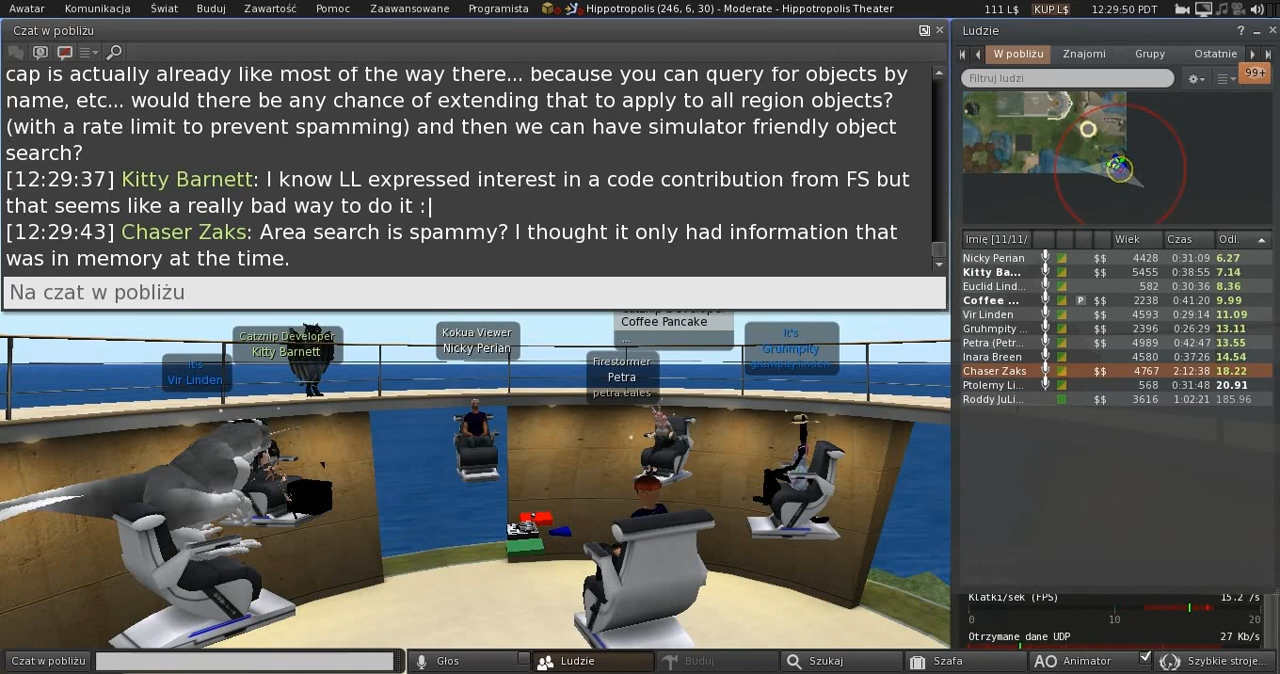 Awatar Komunikacja Świat Buduj Zawartość Pomoc Zaawansowane Programista Hippotropolis (246, 6, 30) - Moderate - Hippotropolis Theater 111 L$ KUP L$ 12:29:50 PDT
Czat w pobliżu
cap is actually already like most of the way there... because you can query for objects by
name, etc... would there be any chance of extending that to apply to all region objects?
(with a rate limit to prevent spamming) and then we can have simulator friendly object
search?
[12:29:37] Kitty Barnett: I know LL expressed interest in a code contribution from FS but
that seems like a really bad way to do it :|
[12:29:43] Chaser Zaks: Area search is spammy? I thought it only had information that
was in memory at the time.
Na czat w pobliżu
Ludzie
W pobliżu Znajomi Grupy Ostatnie
Filtruj ludzi 99+
Imię [11/11/ Wiek Czas Odl.
Nicky Perian $$ 4428 0:31:09 6.27
Kitty Ba... $$ 5455 0:38:55 7.14
Euclid Lind... 582 0:30:36 8.36
Coffee ... P $$ 2238 0:41:20 9.99
Vir Linden 4593 0:29:14 11.09
Gruhmpity ... $$ 2396 0:26:29 13.11
Petra (Petr... $$ 4989 0:42:47 13.55
Inara Breen 4580 0:37:26 14.54
Chaser Zaks $$ 4767 2:12:38 18.22
Ptolemy Li... 568 0:31:48 20.91
Roddy JuLi... $$ 3616 1:02:21 185.96
Klatki/sek (FPS) 15.2 /s
0 10 20
Otrzymane dane UDP 27 Kb/s
It's
Vir Linden
Catznip Developer
Kitty Barnett
Kokua Viewer
Nicky Perian
Catznip Developer
Coffee Pancake
...
Firestormer
Petra
petra.eales
It's
Gruhmpity
grumpity.linden
Czat w pobliżu Głos Ludzie Buduj Szukaj Szafa AO Animator Szybkie stroje...